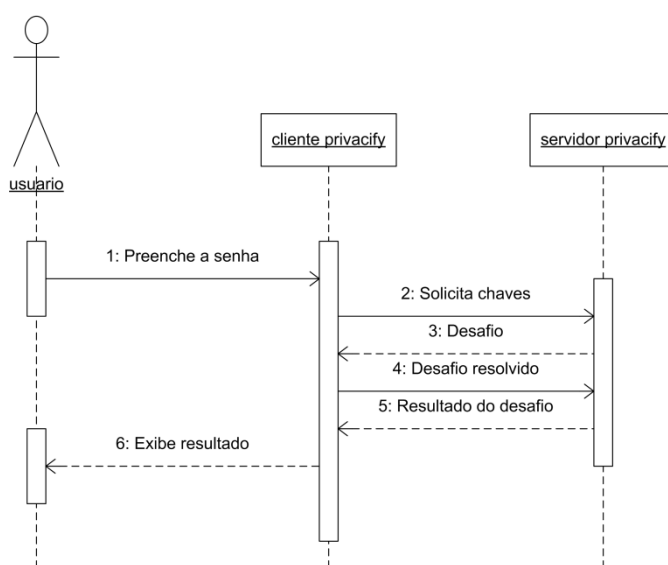 usuario
cliente privacify
servidor privacify
1: Preenche a senha
2: Solicita chaves
3: Desafio
4: Desafio resolvido
5: Resultado do desafio
6: Exibe resultado